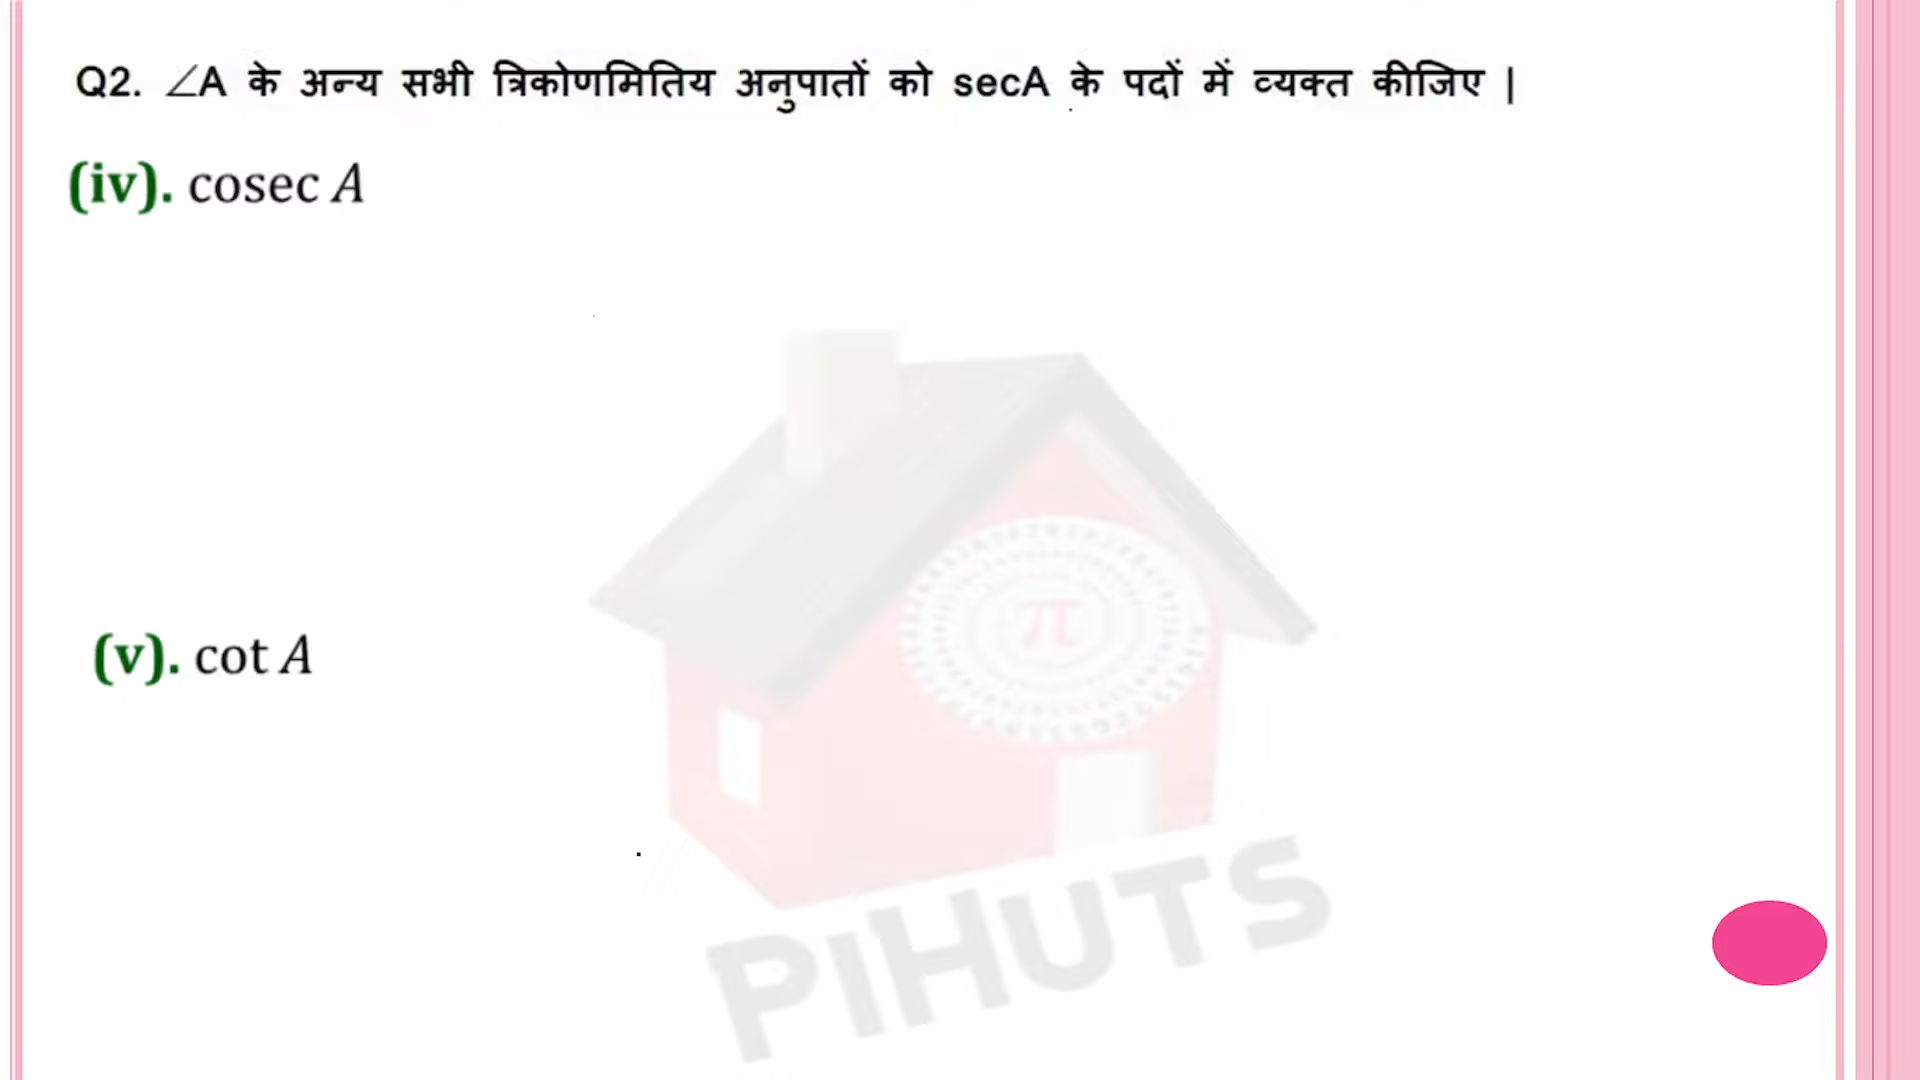 Q2. ∠A के अन्य सभी त्रिकोणमितिय अनुपातों को secA के पदों में व्यक्त कीजिए |
(iv). cosec A
π
(v). cot A
PiHUTS